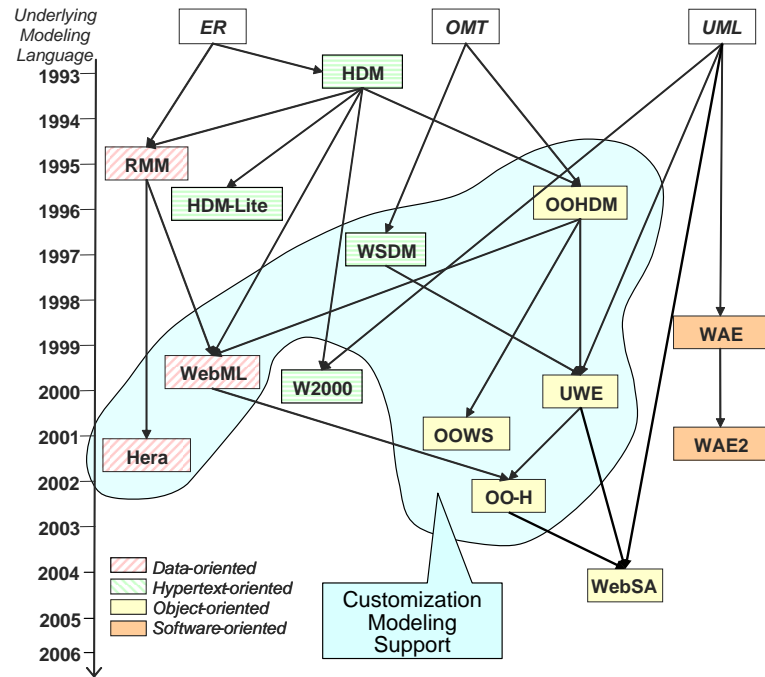 Underlying
Modeling
Language
ER
OMT
UML
1993
HDM
1994
1995
RMM
HDM-Lite
OOHDM
1996
WSDM
1997
1998
WAE
1999
WebML
W2000
UWE
2000
OOWS
2001
WAE2
Hera
2002
OO-H
2003
Data-oriented
2004
Hypertext-oriented
WebSA
Object-oriented
2005
Software-oriented
2006
Customization
Modeling
Support